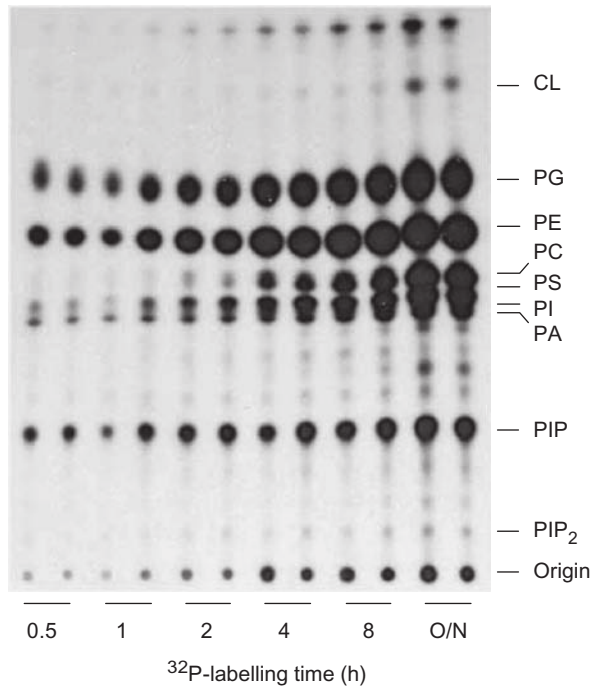 CL
PG
PE
PC
PS
PI
PA
PIP
PIP2
Origin
0.5 1 2 4 8 O/N
32P-labelling time (h)